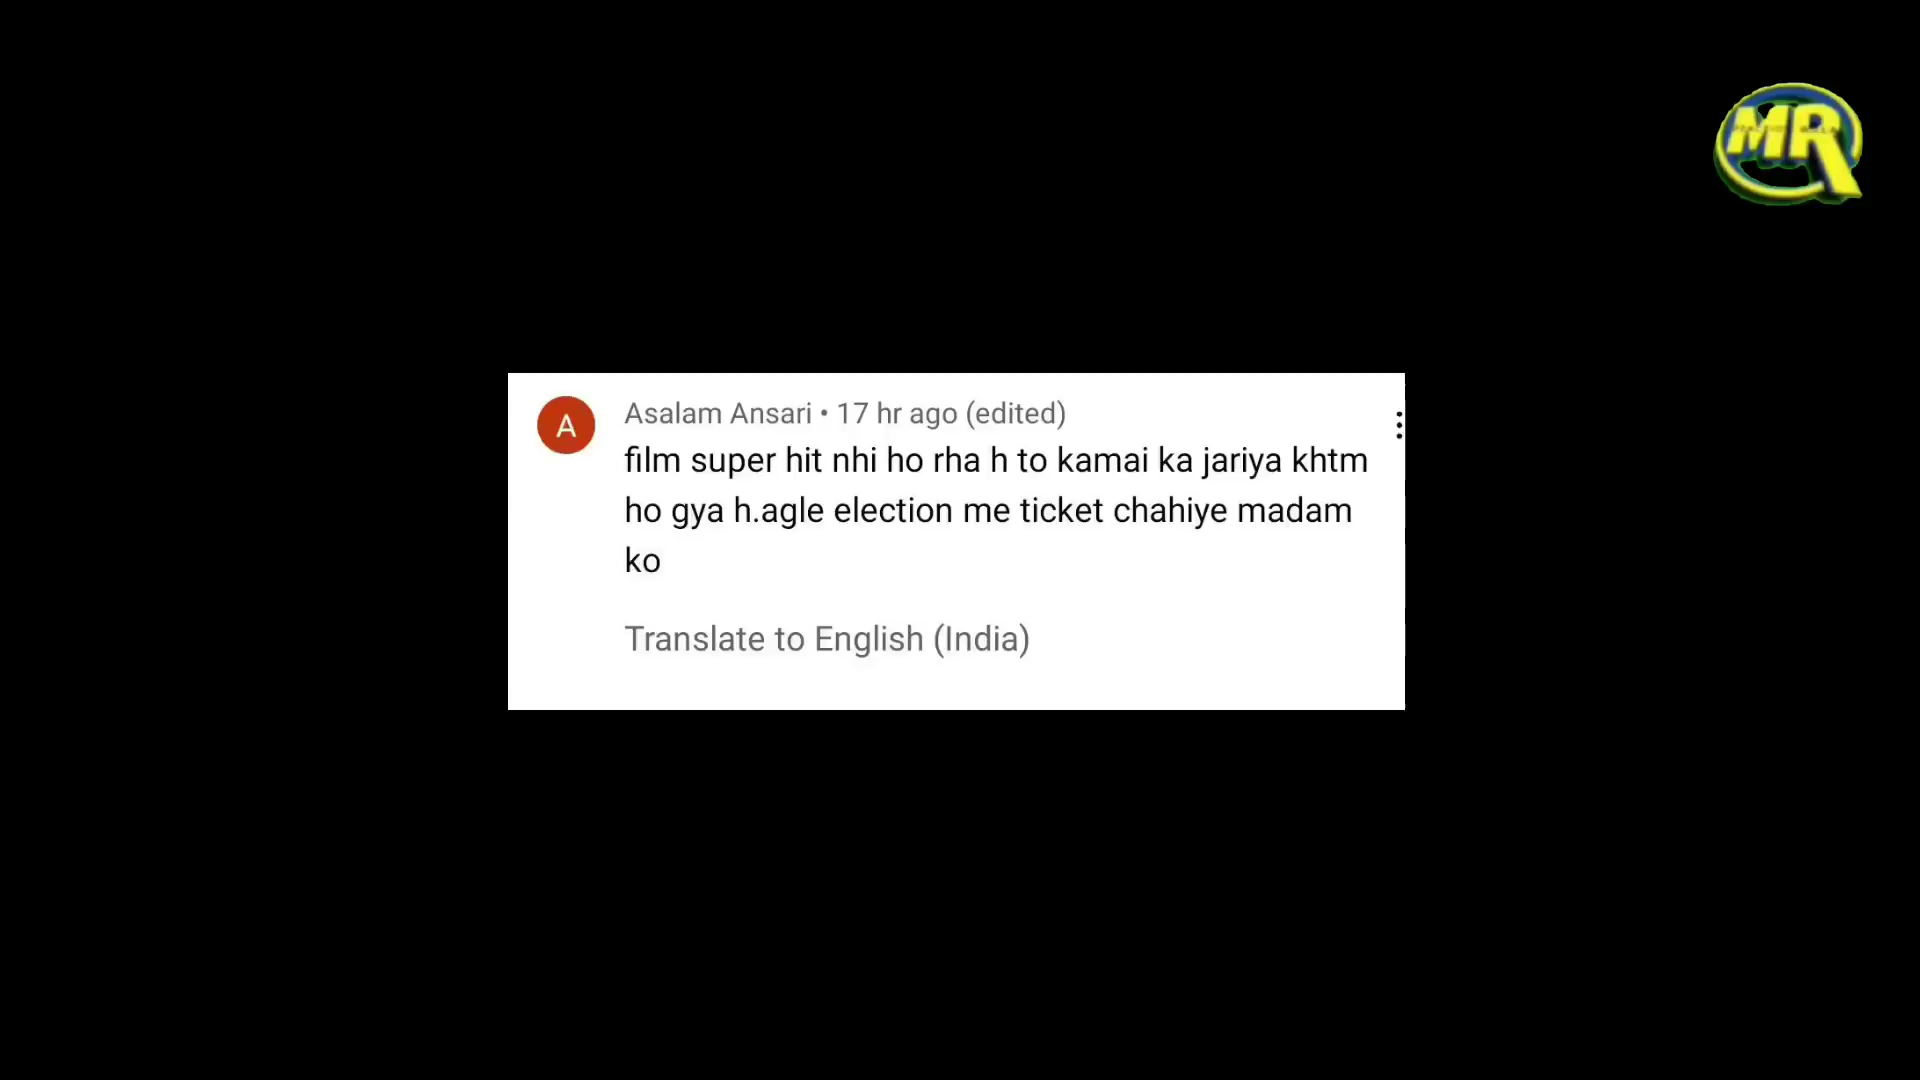 MR
A
Asalam Ansari • 17 hr ago (edited)
film super hit nhi ho rha h to kamai ka jariya khtm
ho gya h.agle election me ticket chahiye madam
ko
Translate to English (India)